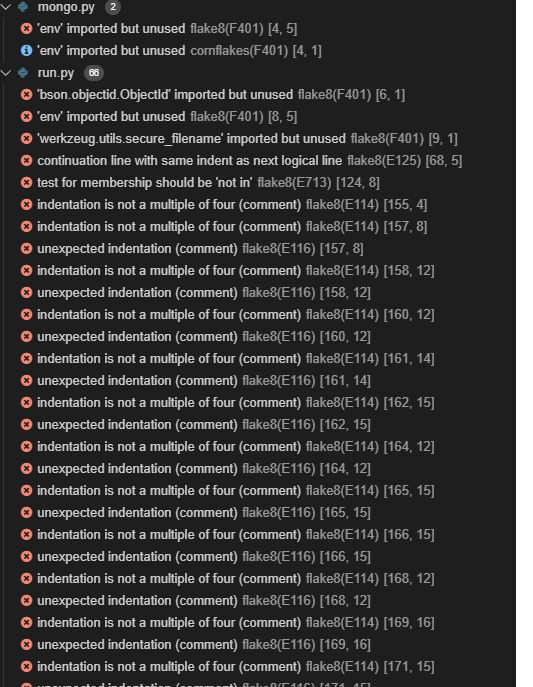 mongo.py 2
'env' imported but unused flake8(F401) [4, 5]
'env' imported but unused cornflakes(F401) [4, 1]
run.py 66
'bson.objectid.ObjectId' imported but unused flake8(F401) [6, 1]
'env' imported but unused flake8(F401) [8, 5]
'werkzeug.utils.secure_filename' imported but unused flake8(F401) [9, 1]
continuation line with same indent as next logical line flake8(E125) [68, 5]
test for membership should be 'not in' flake8(E713) [124, 8]
indentation is not a multiple of four (comment) flake8(E114) [155, 4]
indentation is not a multiple of four (comment) flake8(E114) [157, 8]
unexpected indentation (comment) flake8(E116) [157, 8]
indentation is not a multiple of four (comment) flake8(E114) [158, 12]
unexpected indentation (comment) flake8(E116) [158, 12]
indentation is not a multiple of four (comment) flake8(E114) [160, 12]
unexpected indentation (comment) flake8(E116) [160, 12]
indentation is not a multiple of four (comment) flake8(E114) [161, 14]
unexpected indentation (comment) flake8(E116) [161, 14]
indentation is not a multiple of four (comment) flake8(E114) [162, 15]
unexpected indentation (comment) flake8(E116) [162, 15]
indentation is not a multiple of four (comment) flake8(E114) [164, 12]
unexpected indentation (comment) flake8(E116) [164, 12]
indentation is not a multiple of four (comment) flake8(E114) [165, 15]
unexpected indentation (comment) flake8(E116) [165, 15]
indentation is not a multiple of four (comment) flake8(E114) [166, 15]
unexpected indentation (comment) flake8(E116) [166, 15]
indentation is not a multiple of four (comment) flake8(E114) [168, 12]
unexpected indentation (comment) flake8(E116) [168, 12]
indentation is not a multiple of four (comment) flake8(E114) [169, 16]
unexpected indentation (comment) flake8(E116) [169, 16]
indentation is not a multiple of four (comment) flake8(E114) [171, 15]
unexpected indentation (comment) flake8(E116) [171, 15]